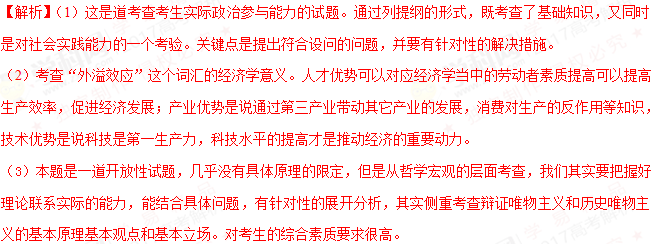 【解析】（1）这是道考查考生实际政治参与能力的试题。通过列提纲的形式，既考查了基础知识，又同时
是对社会实践能力的一个考验。关键点是提出符合设问的问题，并要有针对性的解决措施。
（2）考查“外溢效应”这个词汇的经济学意义。人才优势可以对应经济学当中的劳动者素质提高可以提高
生产效率，促进经济发展；产业优势是说通过第三产业带动其它产业的发展，消费对生产的反作用等知识，
技术优势是说科技是第一生产力，科技水平的提高才是推动经济的重要动力。
（3）本题是一道开放性试题，几乎没有具体原理的限定，但是从哲学宏观的层面考查，我们其实要把握好
理论联系实际的能力，能结合具体问题，有针对性的展开分析，其实侧重考查辩证唯物主义和历史唯物主
义的基本原理基本观点和基本立场。对考生的综合素质要求很高。